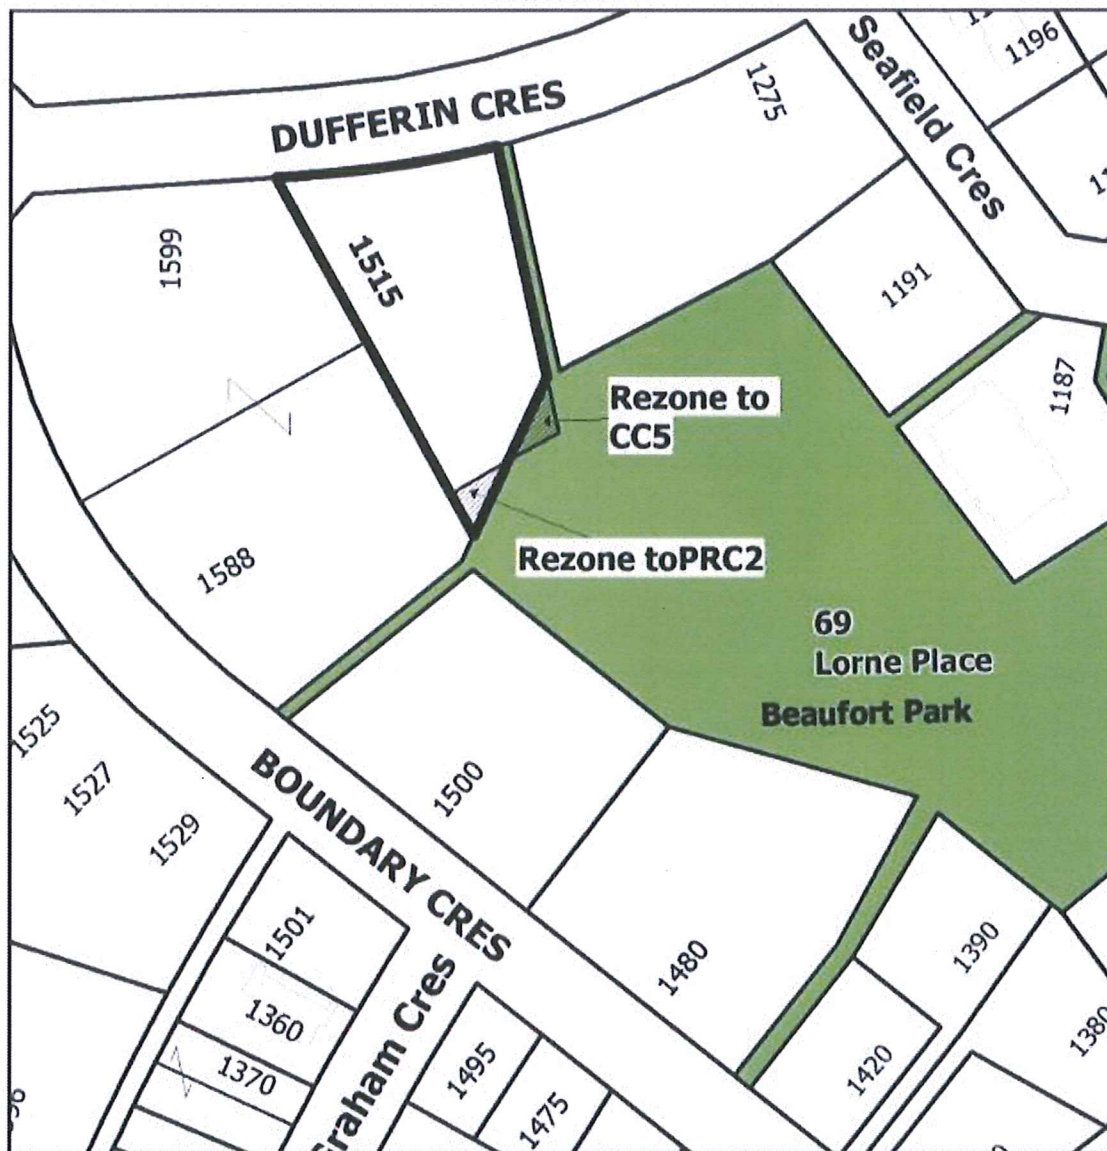 1196
Seafield Cres
1275
DUFFERIN CRES
1599
1515
1191
1187
Rezone to
CC5
Rezone toPRC2
1588
69
Lorne Place
Beaufort Park
1525
1527
1529
1500
BOUNDARY CRES
1480
1501
1390
1360
1370
Graham Cres
1495
1475
1420
1380